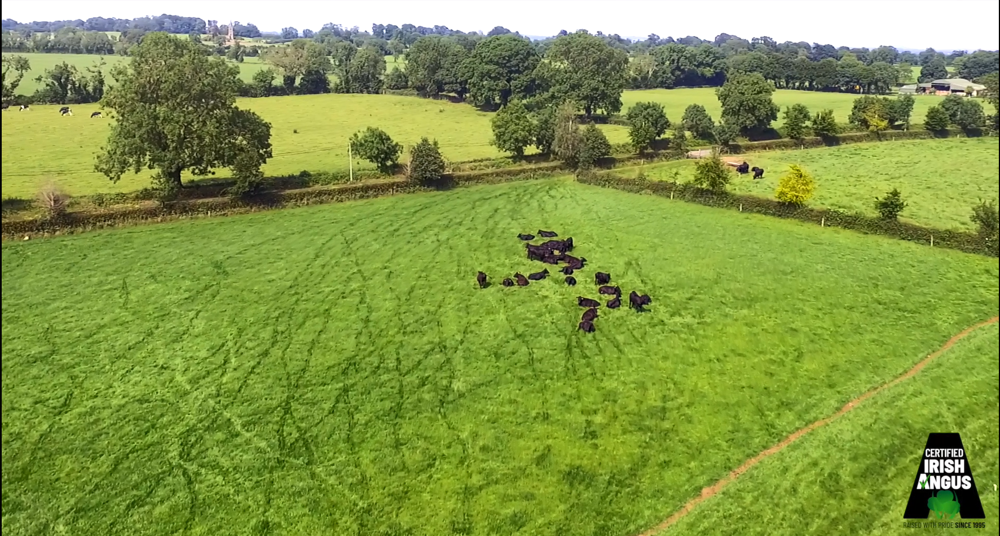 CERTIFIED
IRISH
ANGUS
RAISED WITH PRIDE SINCE 1995